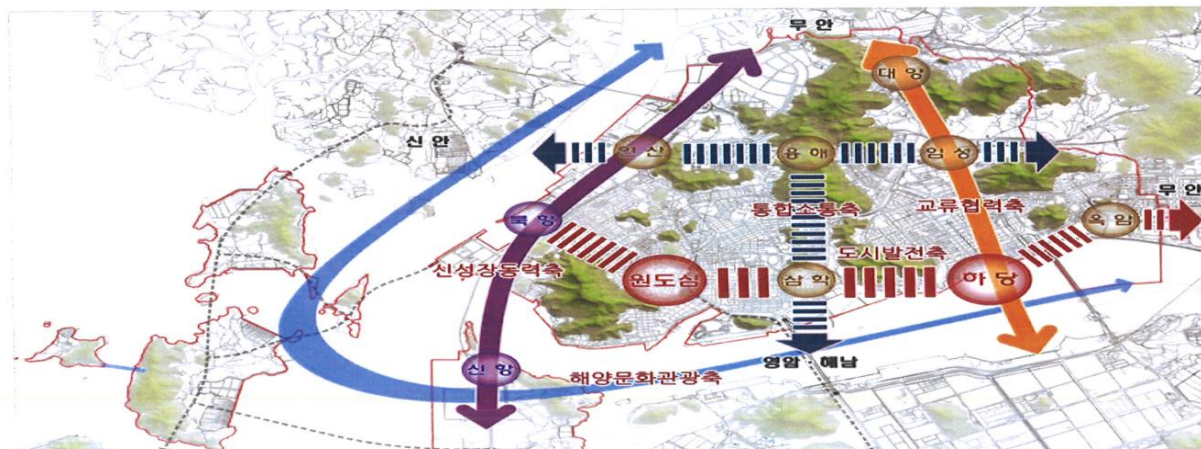 무안
대양
신안
연산
용해
임성
무안
통합소통축
교류협력축
옥암
북항
도시발전축
신성장동력축
원도심
삼학
하당
영암 해남
신항
해양문화관광축